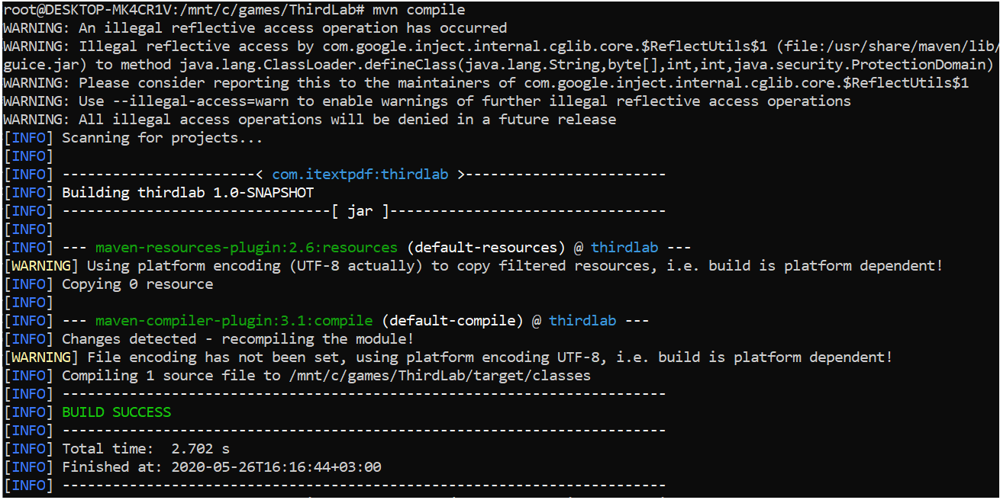 root@DESKTOP-MK4CR1V:/mnt/c/games/ThirdLab# mvn compile
WARNING: An illegal reflective access operation has occurred
WARNING: Illegal reflective access by com.google.inject.internal.cglib.core.$ReflectUtils$1 (file:/usr/share/maven/lib/
guice.jar) to method java.lang.ClassLoader.defineClass(java.lang.String,byte[],int,int,java.security.ProtectionDomain)
WARNING: Please consider reporting this to the maintainers of com.google.inject.internal.cglib.core.$ReflectUtils$1
WARNING: Use --illegal-access=warn to enable warnings of further illegal reflective access operations
WARNING: All illegal access operations will be denied in a future release
[INFO] Scanning for projects...
[INFO]
[INFO] -----------------------< com.itextpdf:thirdlab >------------------------
[INFO] Building thirdlab 1.0-SNAPSHOT
[INFO] --------------------------------[ jar ]---------------------------------
[INFO]
[INFO] --- maven-resources-plugin:2.6:resources (default-resources) @ thirdlab ---
[WARNING] Using platform encoding (UTF-8 actually) to copy filtered resources, i.e. build is platform dependent!
[INFO] Copying 0 resource
[INFO]
[INFO] --- maven-compiler-plugin:3.1:compile (default-compile) @ thirdlab ---
[INFO] Changes detected - recompiling the module!
[WARNING] File encoding has not been set, using platform encoding UTF-8, i.e. build is platform dependent!
[INFO] Compiling 1 source file to /mnt/c/games/ThirdLab/target/classes
[INFO] ------------------------------------------------------------------------
[INFO] BUILD SUCCESS
[INFO] ------------------------------------------------------------------------
[INFO] Total time:  2.702 s
[INFO] Finished at: 2020-05-26T16:16:44+03:00
[INFO] ------------------------------------------------------------------------